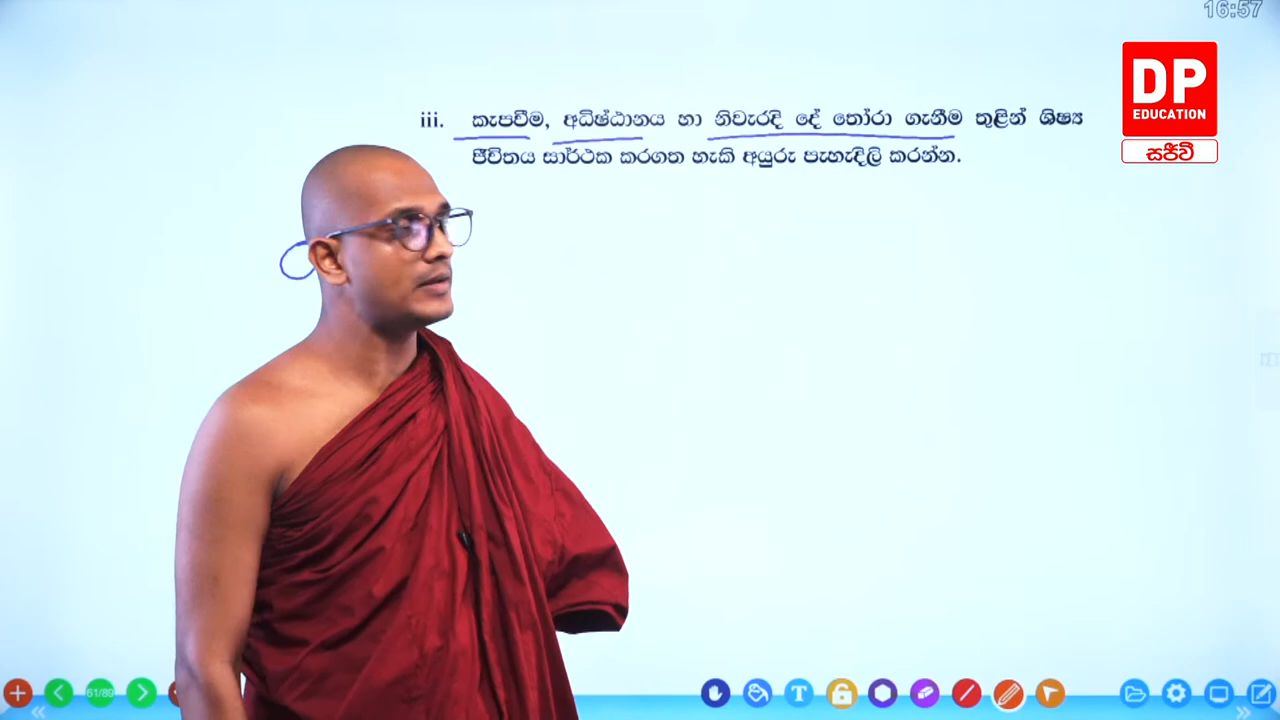 16:57
DP
EDUCATION
සජීවී
iii. කැපවීම, අධිෂ්ඨානය හා නිවැරදි දේ තෝරා ගැනීම තුළින් ශිෂ්‍ය
ජීවිතය සාර්ථක කරගත හැකි අයුරු පැහැදිලි කරන්න.
61/89